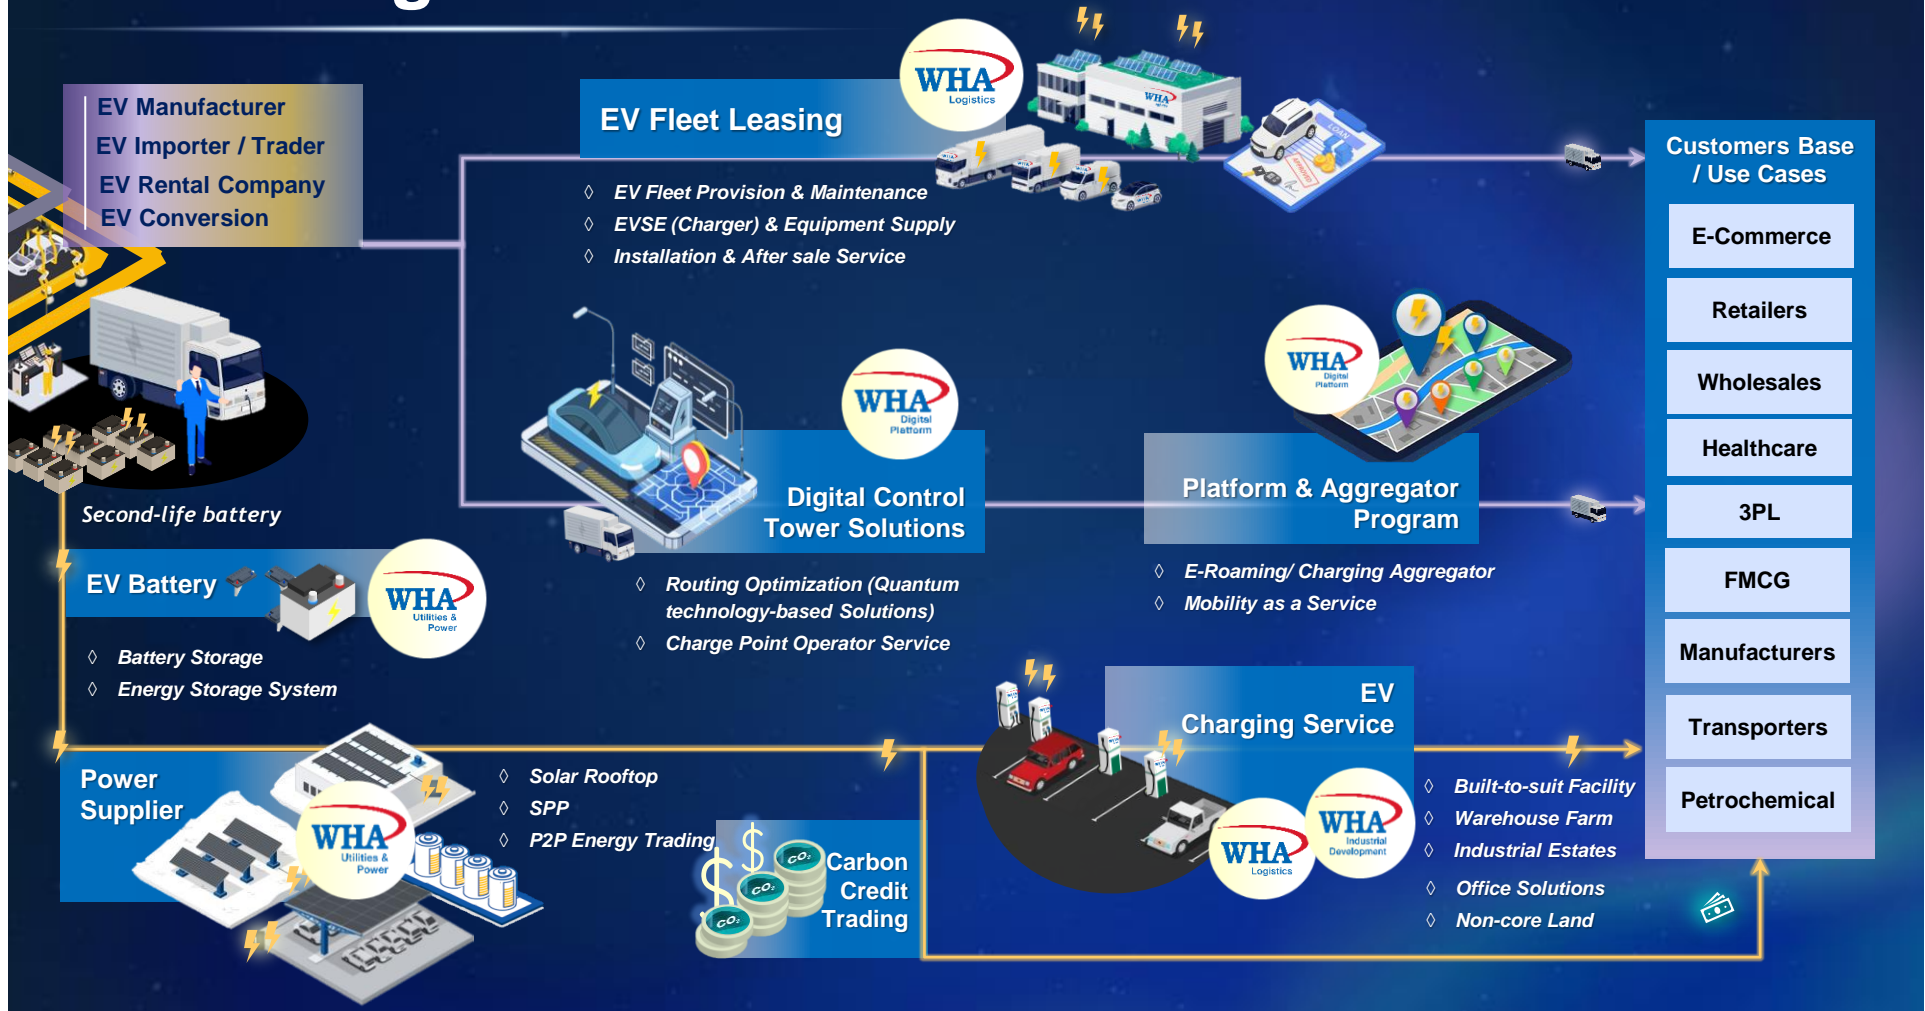 EV Manufacturer
EV Importer / Trader
EV Rental Company
EV Conversion
EV Fleet Leasing
WHA
Logistics
WHA
LOAN
APPROVED
◊ EV Fleet Provision & Maintenance
◊ EVSE (Charger) & Equipment Supply
◊ Installation & After sale Service
Customers Base
/ Use Cases
E-Commerce
Retailers
Wholesales
Healthcare
3PL
FMCG
Manufacturers
Transporters
Petrochemical
WHA
Digital
Platform
Digital Control
Tower Solutions
◊ Routing Optimization (Quantum
technology-based Solutions)
◊ Charge Point Operator Service
WHA
Digital
Platform
Platform & Aggregator
Program
◊ E-Roaming/ Charging Aggregator
◊ Mobility as a Service
Second-life battery
EV Battery
WHA
Utilities &
Power
◊ Battery Storage
◊ Energy Storage System
Power
Supplier
WHA
Utilities &
Power
◊ Solar Rooftop
◊ SPP
◊ P2P Energy Trading
CO₂
CO₂
CO₂
Carbon
Credit
Trading
EV
Charging Service
WHA
Logistics
WHA
Industrial
Development
◊ Built-to-suit Facility
◊ Warehouse Farm
◊ Industrial Estates
◊ Office Solutions
◊ Non-core Land